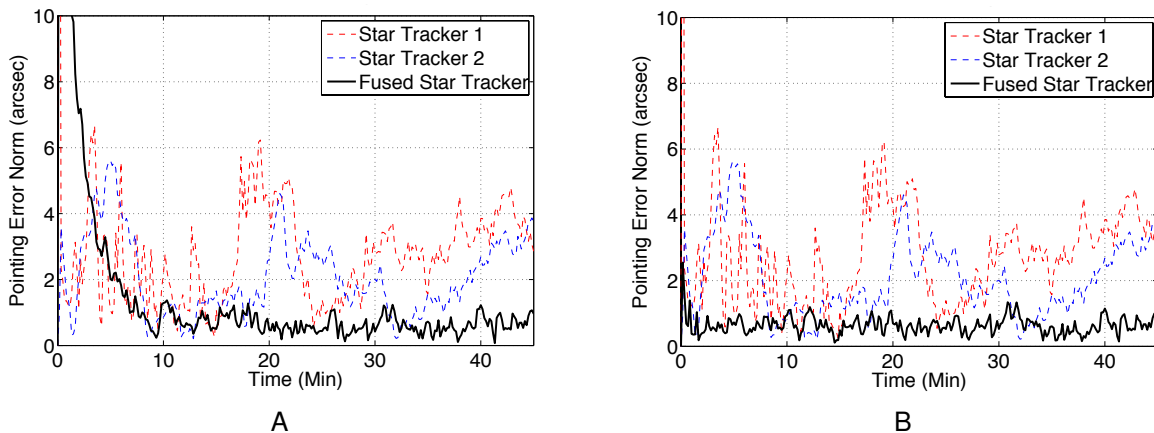 10
8
6
4
2
0
0
10
20
30
40
Pointing Error Norm (arcsec)
Time (Min)
Star Tracker 1
Star Tracker 2
Fused Star Tracker
A
10
8
6
4
2
0
0
10
20
30
40
Pointing Error Norm (arcsec)
Time (Min)
Star Tracker 1
Star Tracker 2
Fused Star Tracker
B